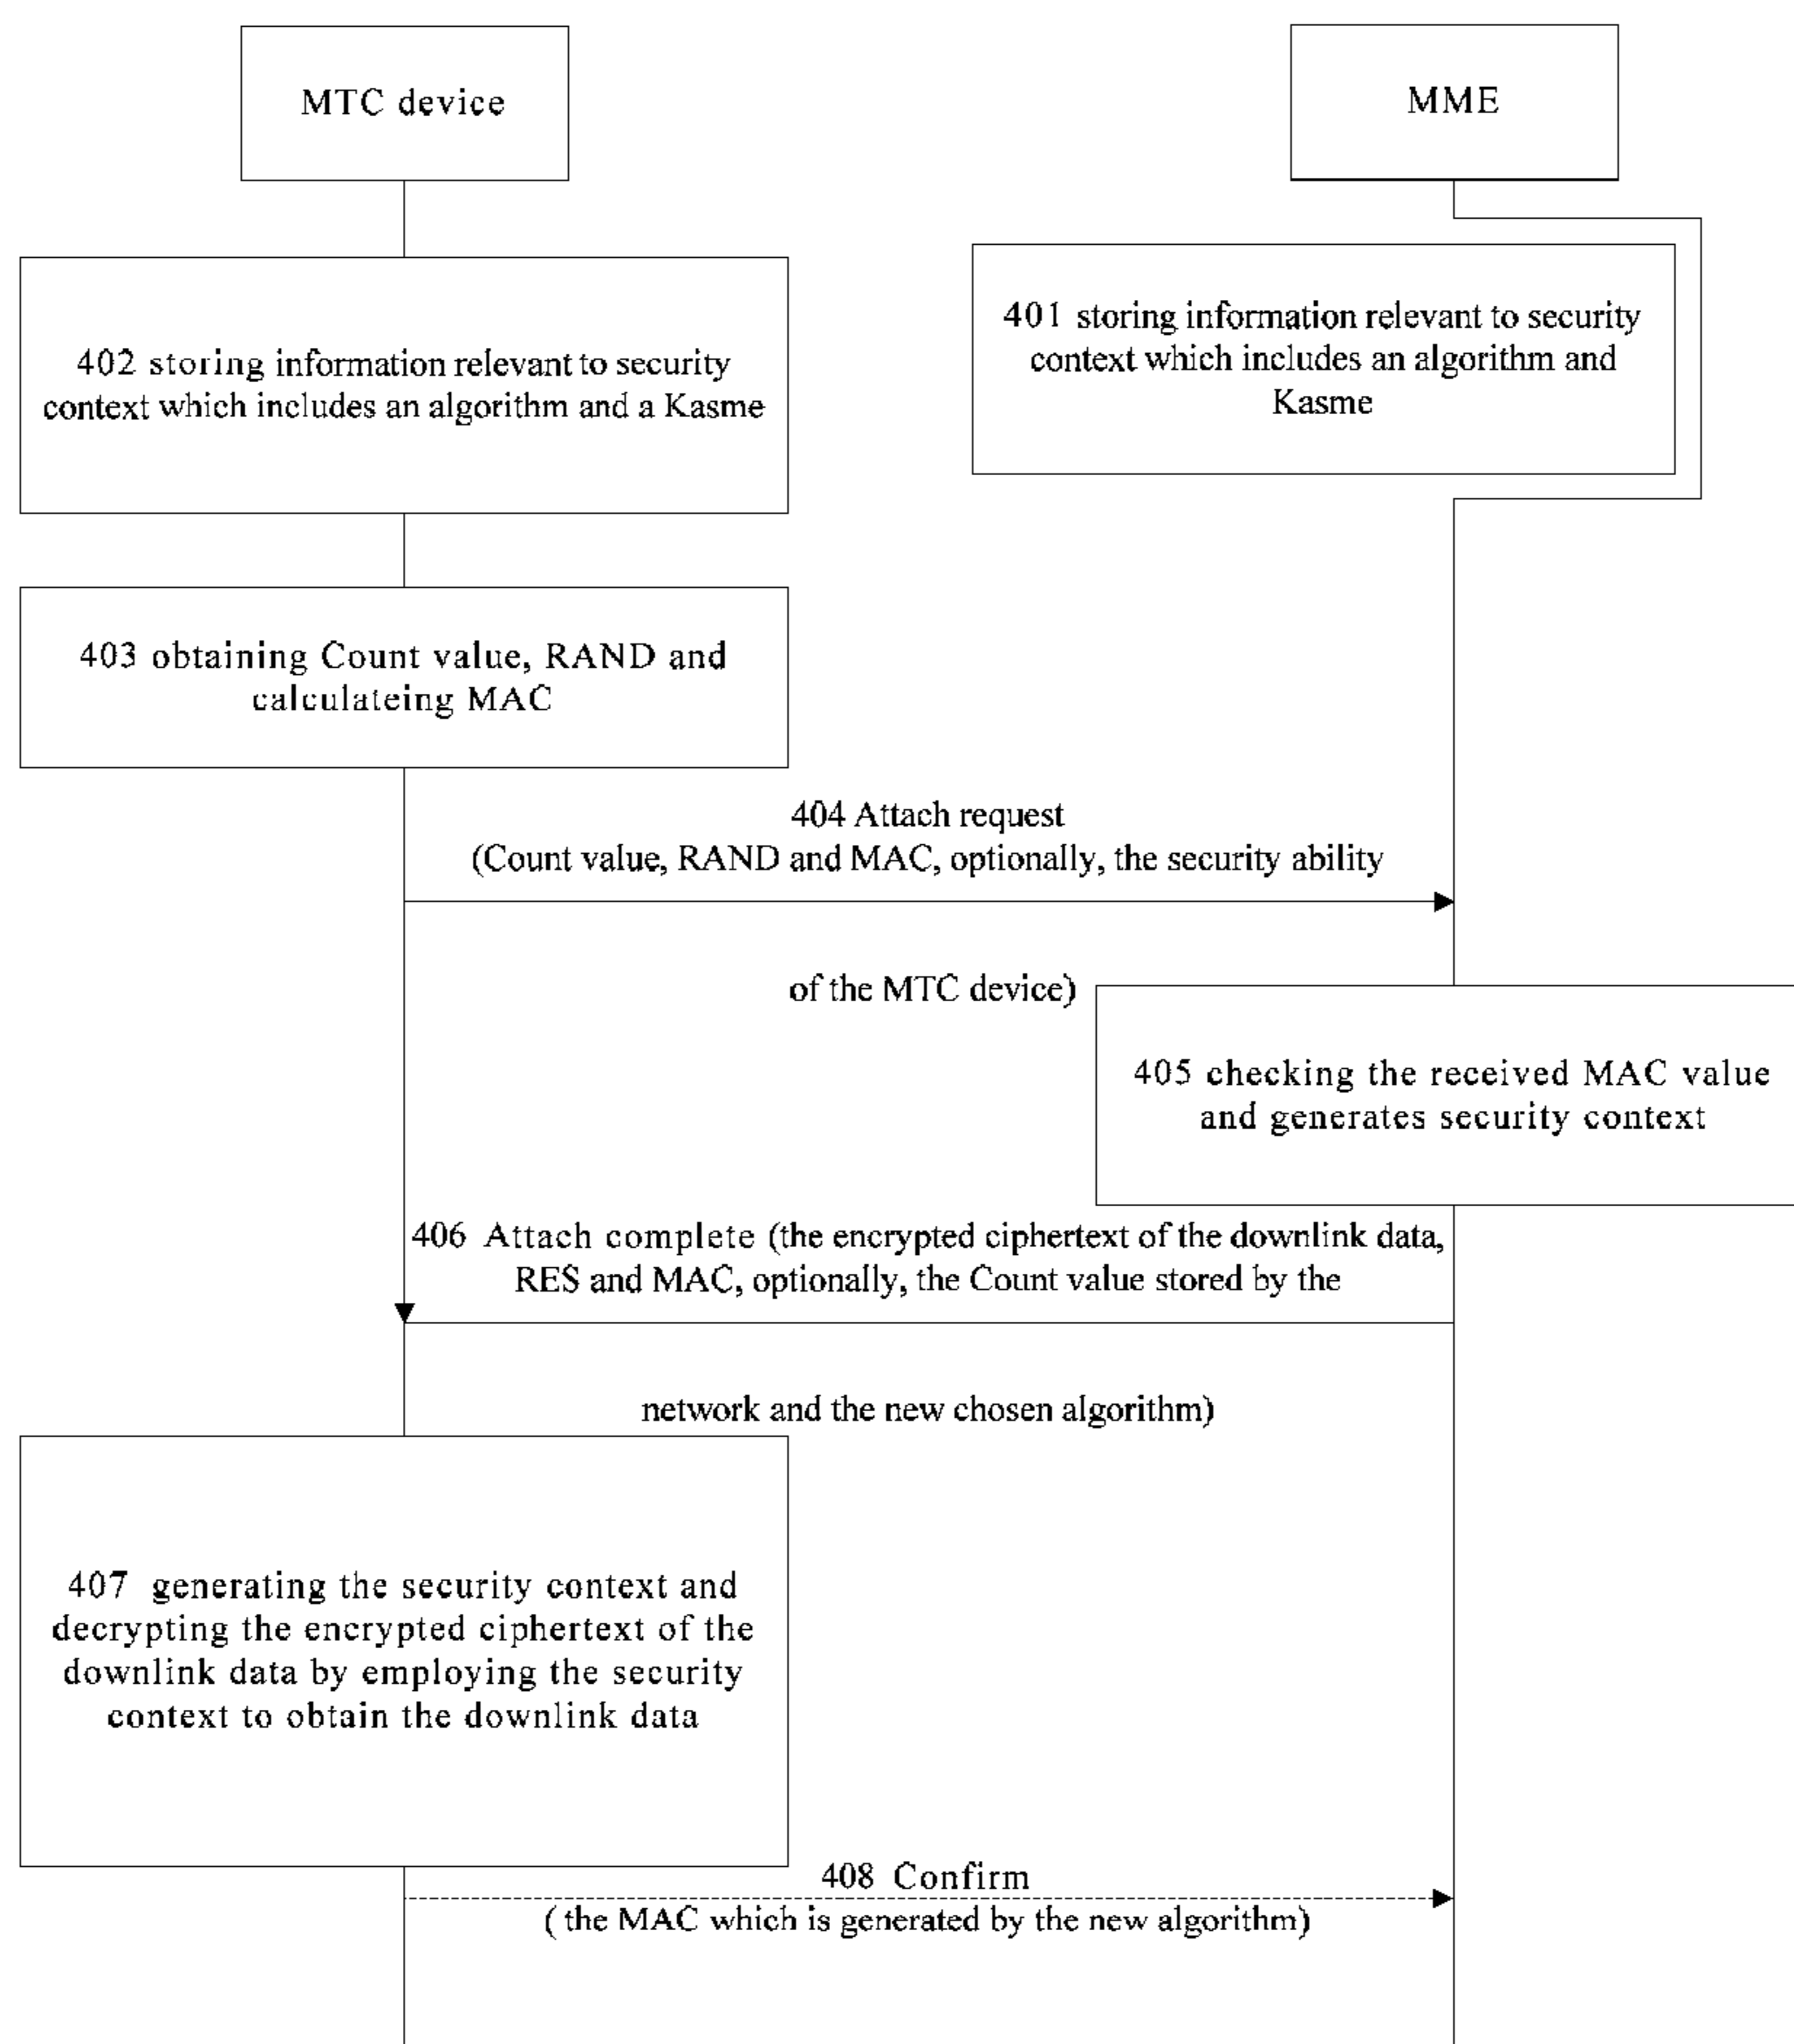 MTC device
MME
401 storing information relevant to security
context which includes an algorithm and
Kasme
402 storing information relevant to security
context which includes an algorithm and a Kasme
403 obtaining Count value, RAND and
calculateing MAC
404 Attach request
(Count value, RAND and MAC, optionally, the security ability
of the MTC device)
405 checking the received MAC value
and generates security context
406 Attach complete (the encrypted ciphertext of the downlink data,
RES and MAC, optionally, the Count value stored by the
network and the new chosen algorithm)
407 generating the security context and
decrypting the encrypted ciphertext of the
downlink data by employing the security
context to obtain the downlink data
408 Confirm
( the MAC which is generated by the new algorithm)